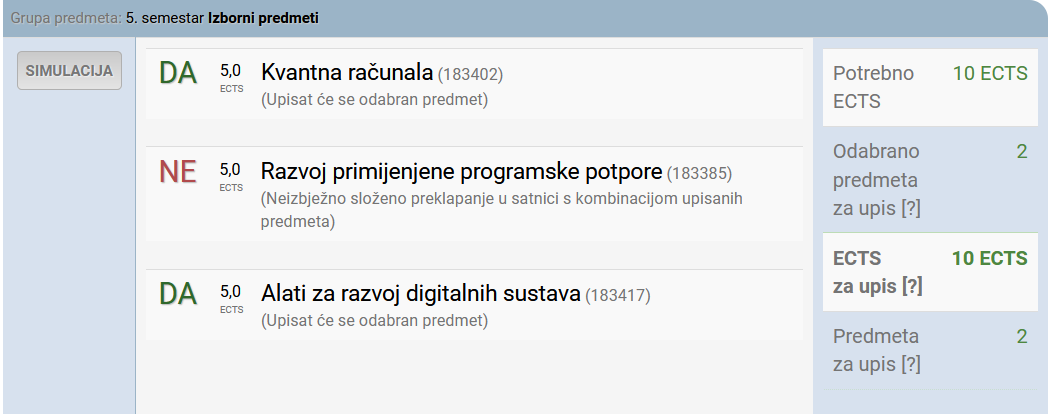 Grupa predmeta: 5. semestar Izborni predmeti
SIMULACIJA
DA 5,0 ECTS Kvantna računala (183402)
(Upisat će se odabran predmet)
NE 5,0 ECTS Razvoj primijenjene programske potpore (183385)
(Neizbježno složeno preklapanje u satnici s kombinacijom upisanih
predmeta)
DA 5,0 ECTS Alati za razvoj digitalnih sustava (183417)
(Upisat će se odabran predmet)
Potrebno 10 ECTS
ECTS
Odabrano 2
predmeta
za upis [?]
ECTS 10 ECTS
za upis [?]
Predmeta 2
za upis [?]